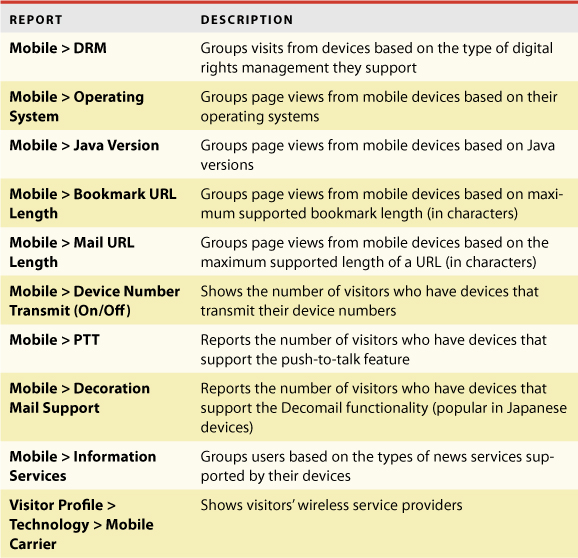 REPORT DESCRIPTION
Mobile > DRM Groups visits from devices based on the type of digital
rights management they support
Mobile > Operating Groups page views from mobile devices based on their
System operating systems
Mobile > Java Version Groups page views from mobile devices based on Java
versions
Mobile > Bookmark URL Groups page views from mobile devices based on maxi-
Length mum supported bookmark length (in characters)
Mobile > Mail URL Groups page views from mobile devices based on the
Length maximum supported length of a URL (in characters)
Mobile > Device Number Shows the number of visitors who have devices that
Transmit (On/Off) transmit their device numbers
Mobile > PTT Reports the number of visitors who have devices that
support the push-to-talk feature
Mobile > Decoration Reports the number of visitors who have devices that
Mail Support support the Decomail functionality (popular in Japanese
devices)
Mobile > Information Groups users based on the types of news services sup-
Services ported by their devices
Visitor Profile > Shows visitors’ wireless service providers
Technology > Mobile
Carrier